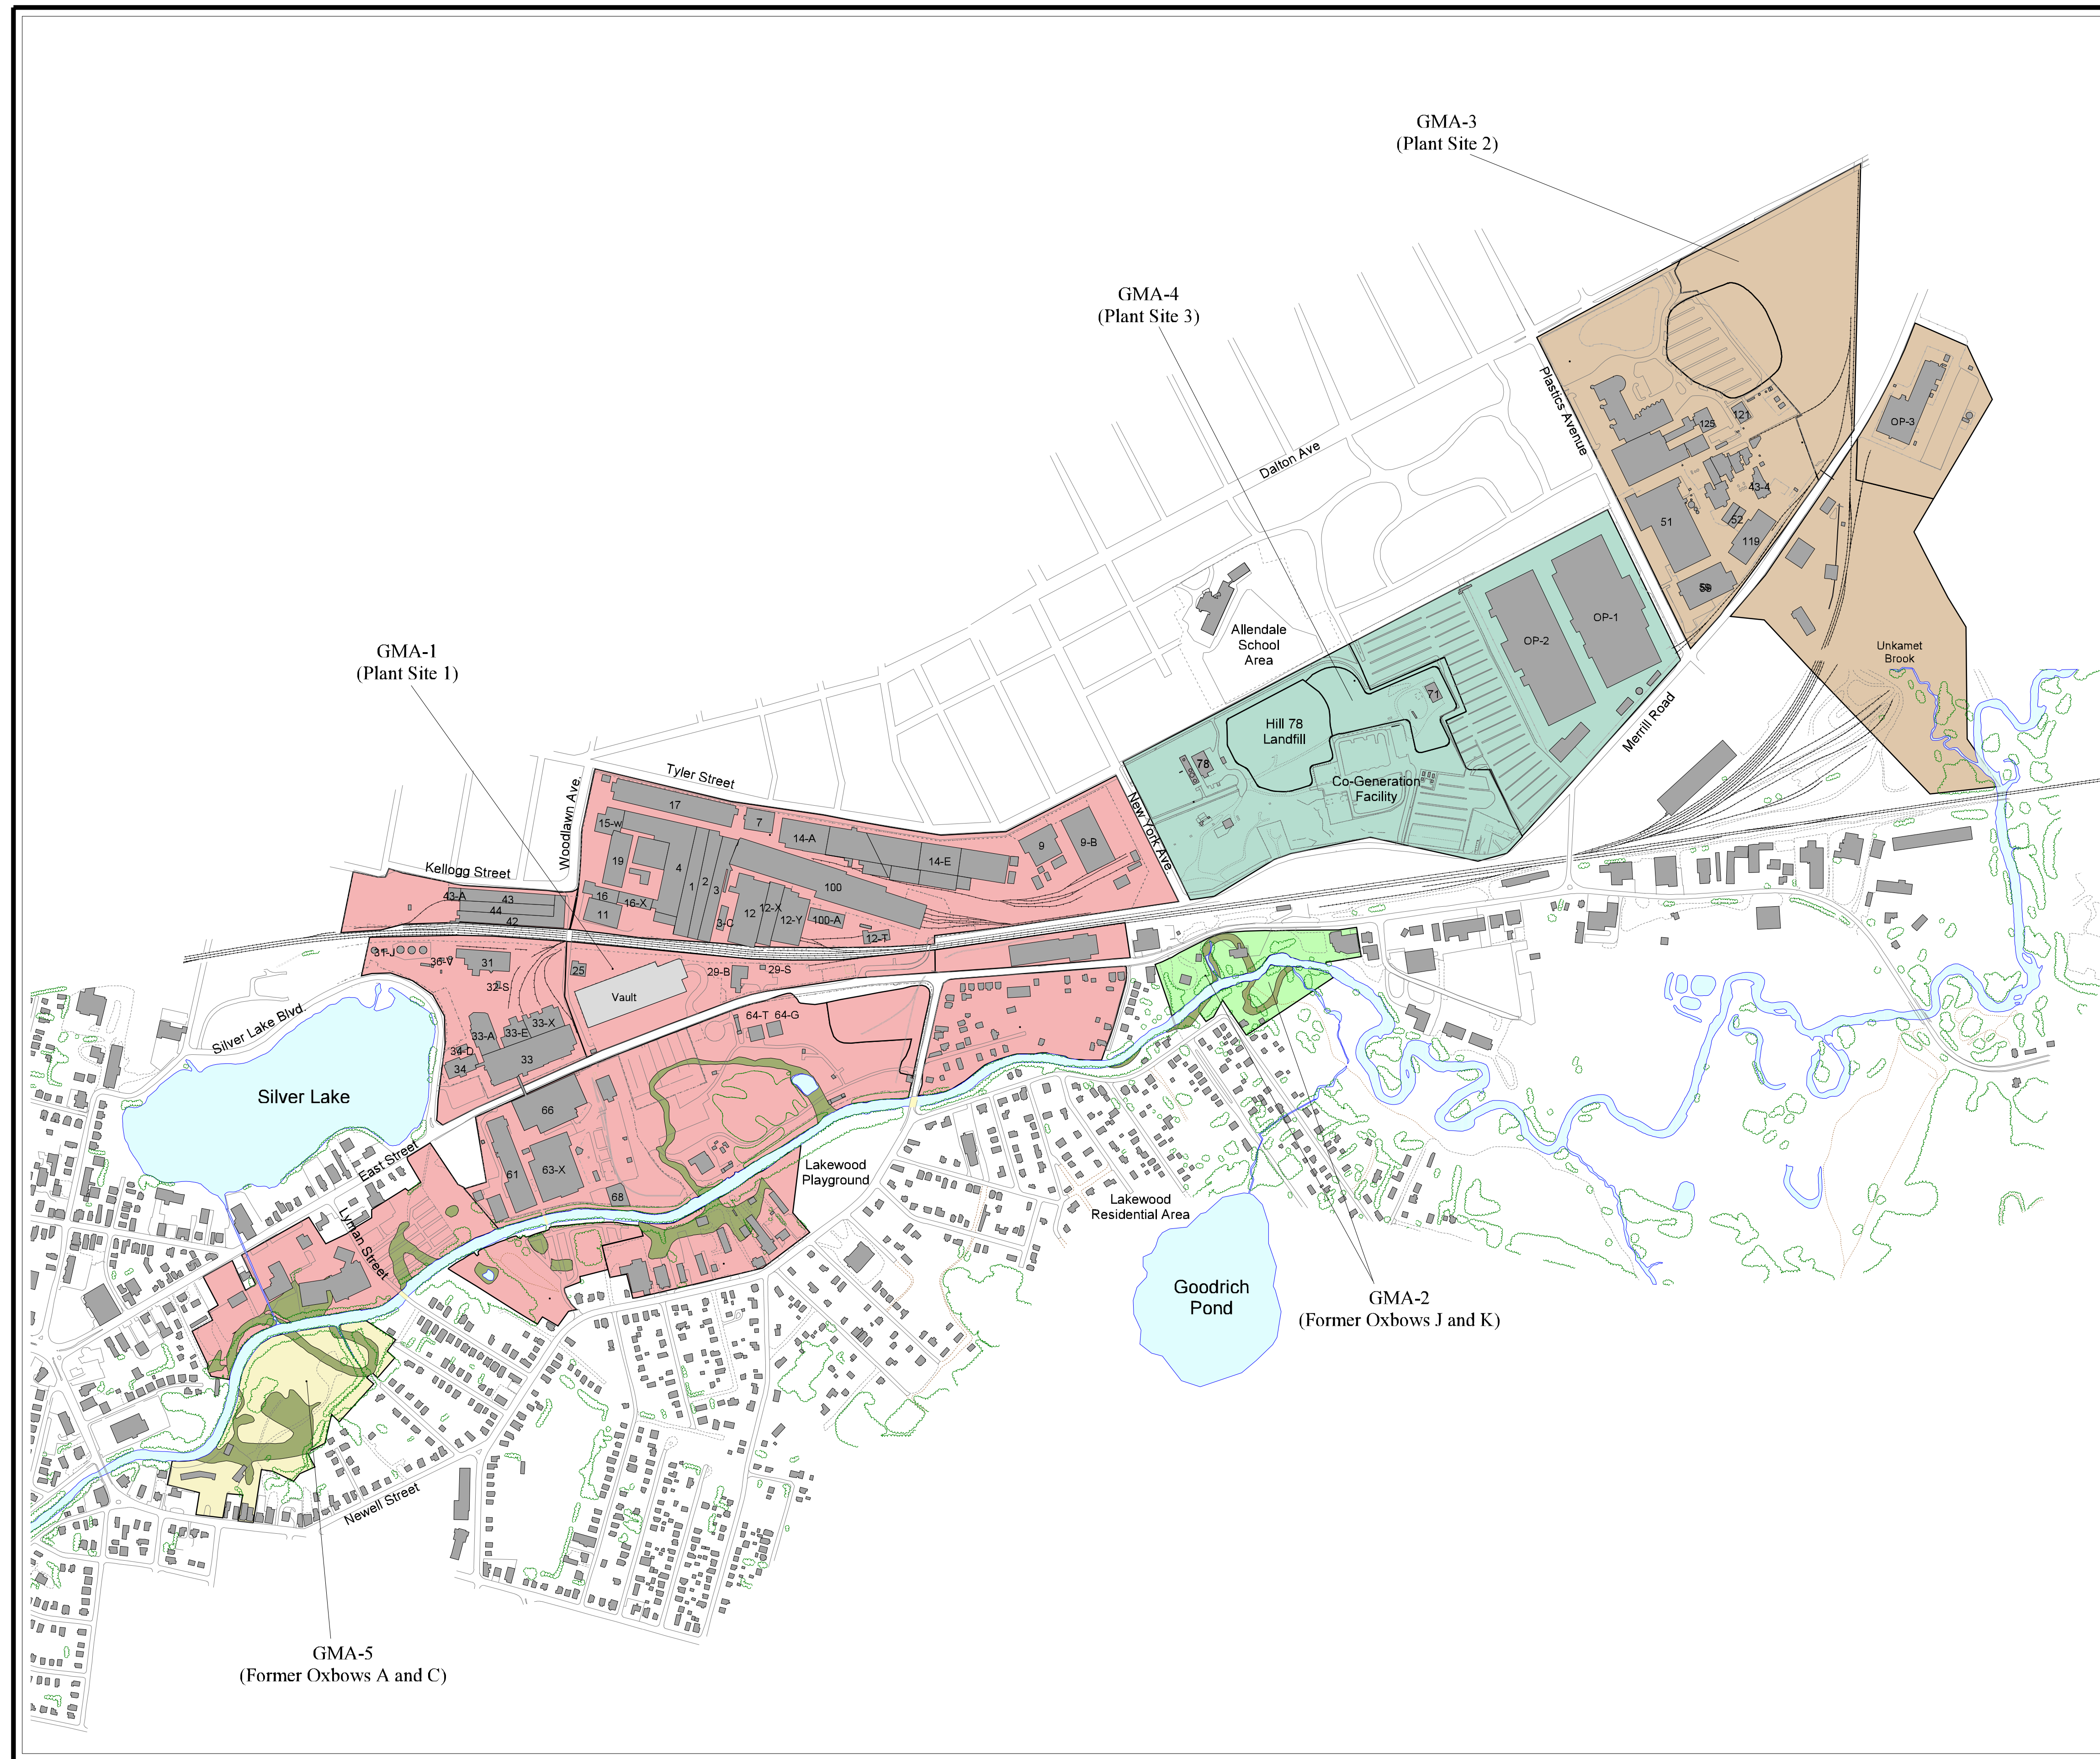 GMA-3
(Plant Site 2)
GMA-4
(Plant Site 3)
Plastics Avenue
121
125
OP-3
Dalton Ave
43-4
51
52
119
59
OP-1
OP-2
Allendale
School
Area
Unkamet
Brook
GMA-1
(Plant Site 1)
71
Hill 78
Landfill
Merrill Road
78
Co-Generation
Facility
Tyler Street
New York Ave
Woodlawn Ave.
17
7
15-w
14-A
14-E
9
9-B
19
4
1
2
3
100
Kellogg Street
43-A
43
44
42
16
16-X
11
3-C
12
12-X
12-Y
100-A
12-T
31-J
31
32-S
25
29-B
29-S
Vault
Silver Lake Blvd.
64-T
64-G
33-A
33-E
33-X
33
34-D
34
Silver Lake
66
East Street
61
63-X
68
Lakewood
Playground
Lakewood
Residential Area
Lyman Street
Goodrich
Pond
GMA-2
(Former Oxbows J and K)
Newell Street
GMA-5
(Former Oxbows A and C)